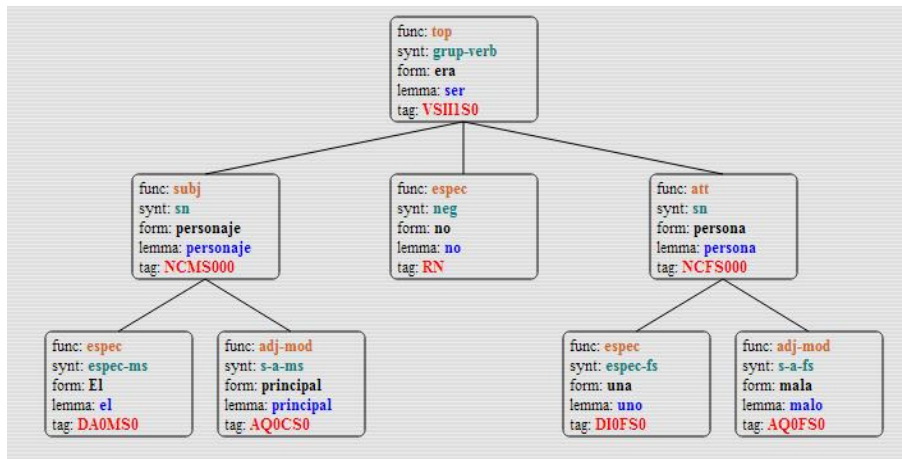 func: top
synt: grup-verb
form: era
lemma: ser
tag: VSII1S0
func: subj
synt: sn
form: personaje
lemma: personaje
tag: NCMS000
func: espec
synt: neg
form: no
lemma: no
tag: RN
func: att
synt: sn
form: persona
lemma: persona
tag: NCFS000
func: espec
synt: espec-ms
form: El
lemma: el
tag: DA0MS0
func: adj-mod
synt: s-a-ms
form: principal
lemma: principal
tag: AQ0CS0
func: espec
synt: espec-fs
form: una
lemma: uno
tag: DI0FS0
func: adj-mod
synt: s-a-fs
form: mala
lemma: malo
tag: AQ0FS0